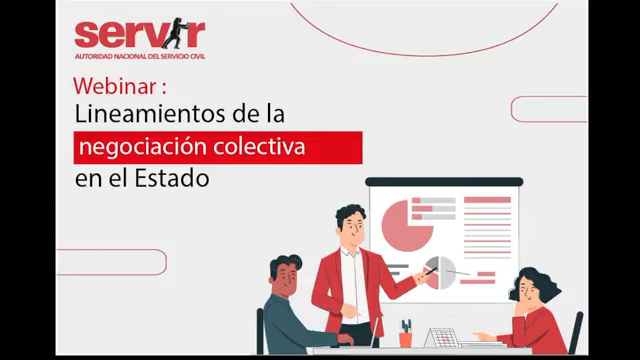 servir
AUTORIDAD NACIONAL DEL SERVICIO CIVIL
Webinar :
Lineamientos de la
negociación colectiva
en el Estado